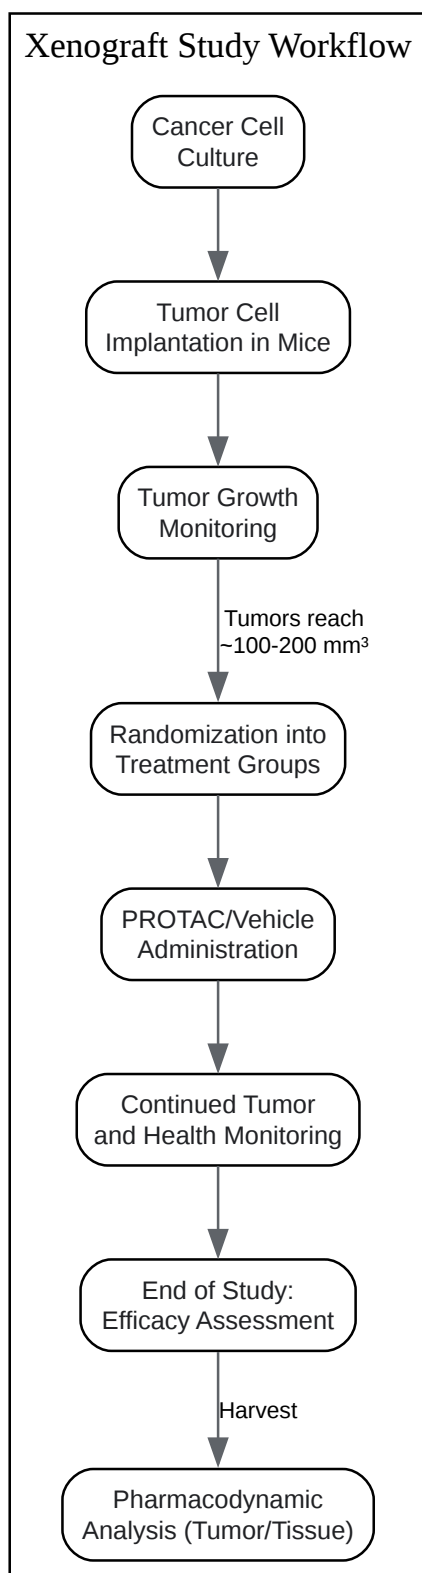 Xenograft Study Workflow
Cancer Cell
Culture
Tumor Cell
Implantation in Mice
Tumor Growth
Monitoring
Tumors reach
~100-200 mm³
Randomization into
Treatment Groups
PROTAC/Vehicle
Administration
Continued Tumor
and Health Monitoring
End of Study:
Efficacy Assessment
Harvest
Pharmacodynamic
Analysis (Tumor/Tissue)